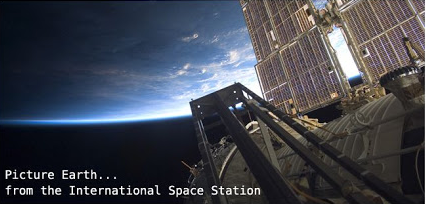 Picture Earth...
from the International Space Station